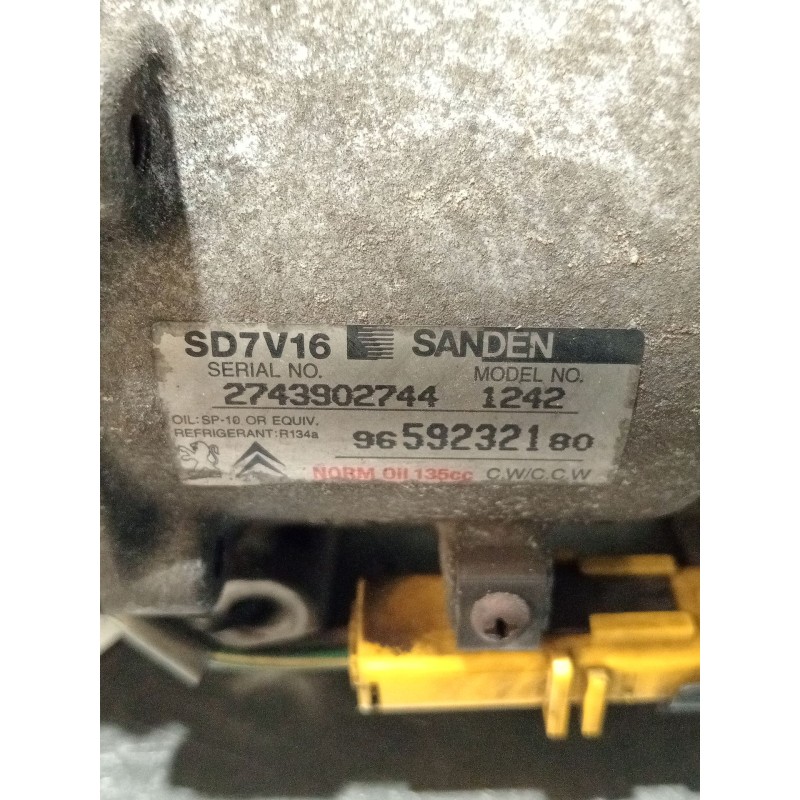 SD7V16 SANDEN
SERIAL NO. MODEL NO.
2743902744 1242
OIL: SP-10 OR EQUIV.
REFRIGERANT: R134a 9659232180
NORM Oil 135cc C.W/C.C.W